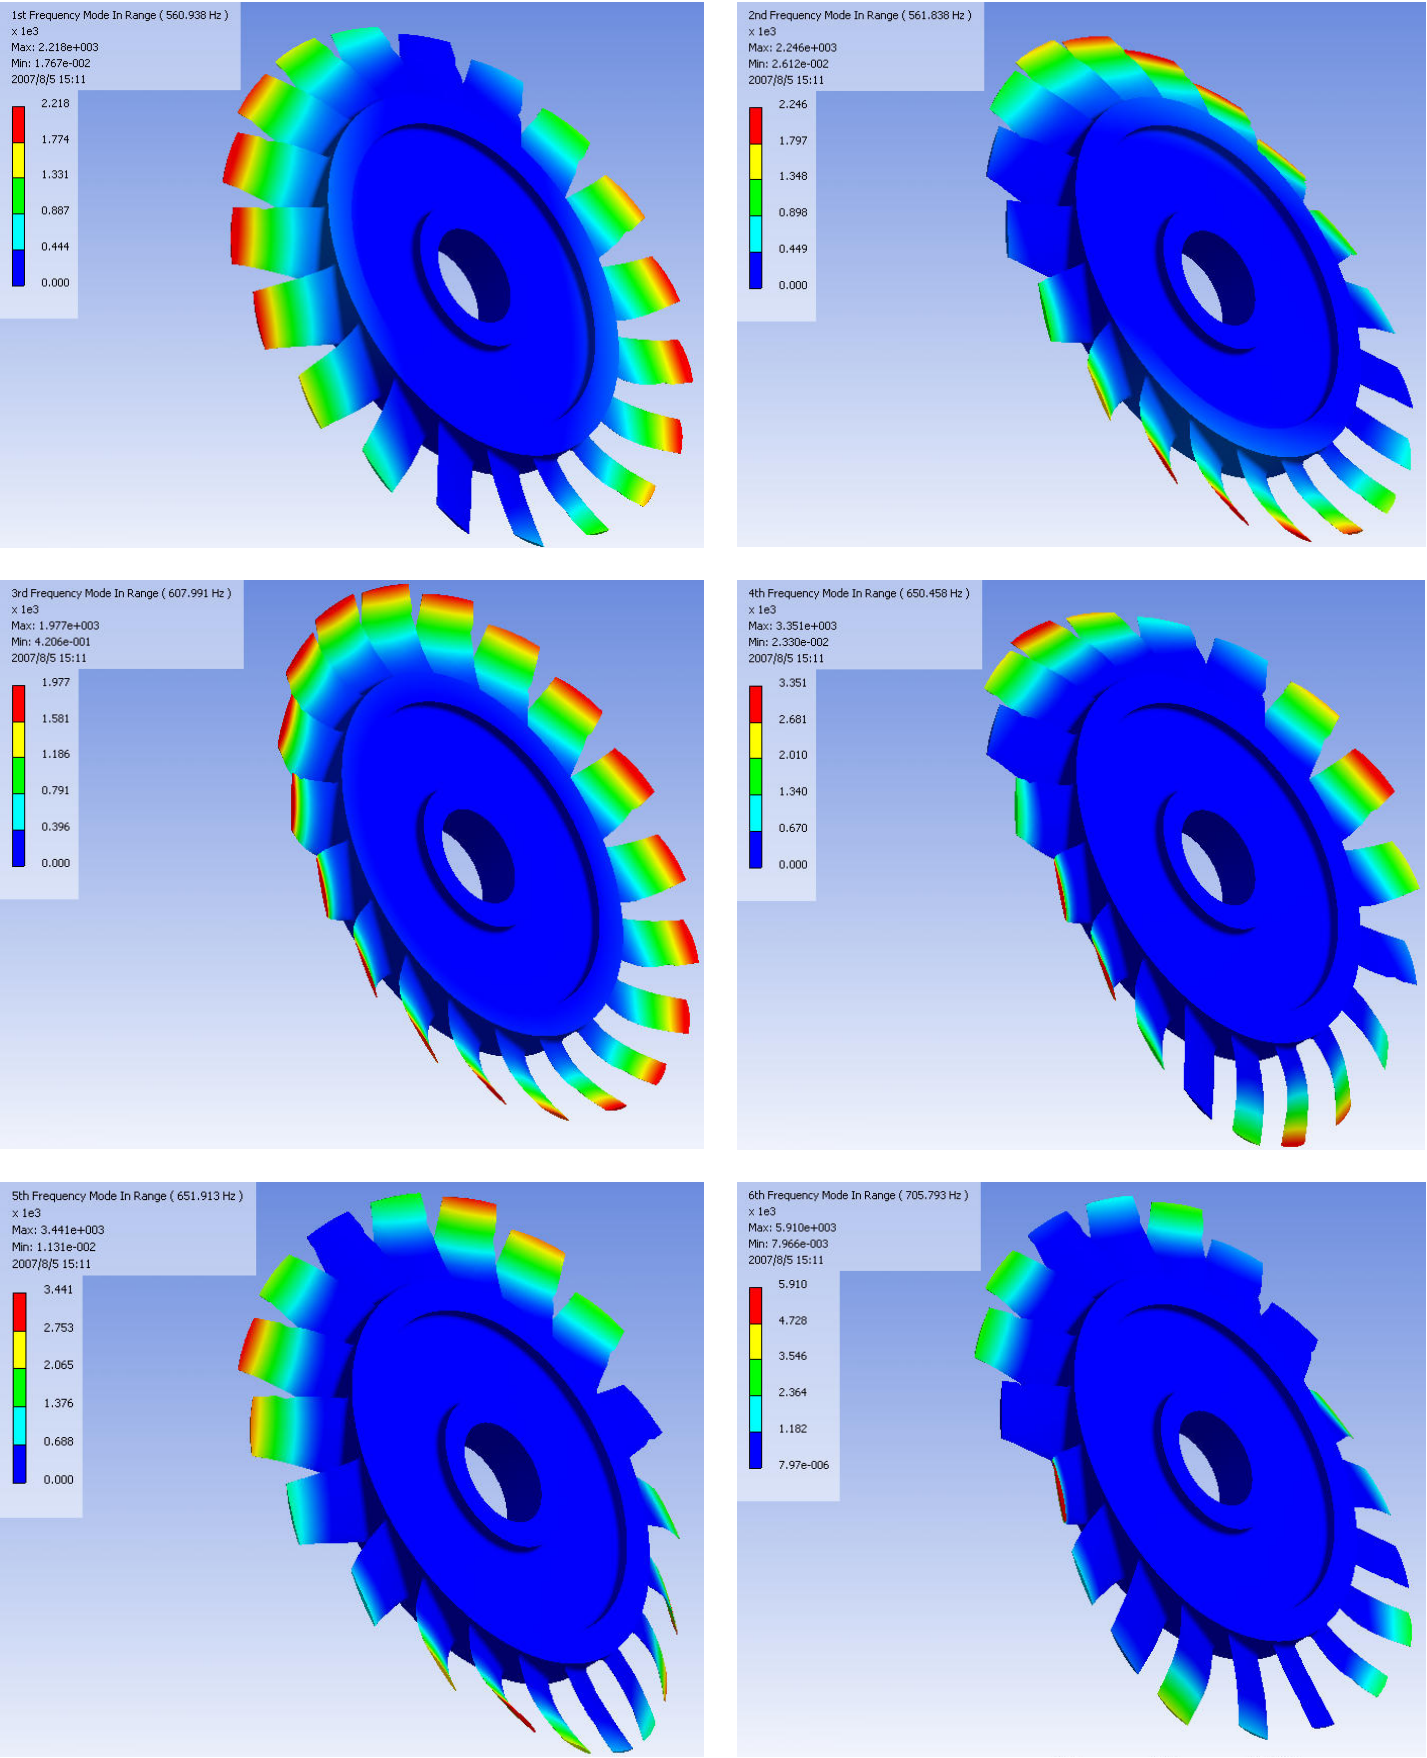 1st Frequency Mode In Range ( 560.938 Hz )
x 1e3
Max: 2.218e+003
Min: 1.767e-002
2007/8/5 15:11
2.218
1.774
1.331
0.887
0.444
0.000
2nd Frequency Mode In Range ( 561.838 Hz )
x 1e3
Max: 2.246e+003
Min: 2.612e-002
2007/8/5 15:11
2.246
1.797
1.348
0.898
0.449
0.000
3rd Frequency Mode In Range ( 607.991 Hz )
x 1e3
Max: 1.977e+003
Min: 4.206e-001
2007/8/5 15:11
1.977
1.581
1.186
0.791
0.396
0.000
4th Frequency Mode In Range ( 650.458 Hz )
x 1e3
Max: 3.351e+003
Min: 2.330e-002
2007/8/5 15:11
3.351
2.681
2.010
1.340
0.670
0.000
5th Frequency Mode In Range ( 651.913 Hz )
x 1e3
Max: 3.441e+003
Min: 1.131e-002
2007/8/5 15:11
3.441
2.753
2.065
1.376
0.688
0.000
6th Frequency Mode In Range ( 705.793 Hz )
x 1e3
Max: 5.910e+003
Min: 7.966e-003
2007/8/5 15:11
5.910
4.728
3.546
2.364
1.182
7.97e-006